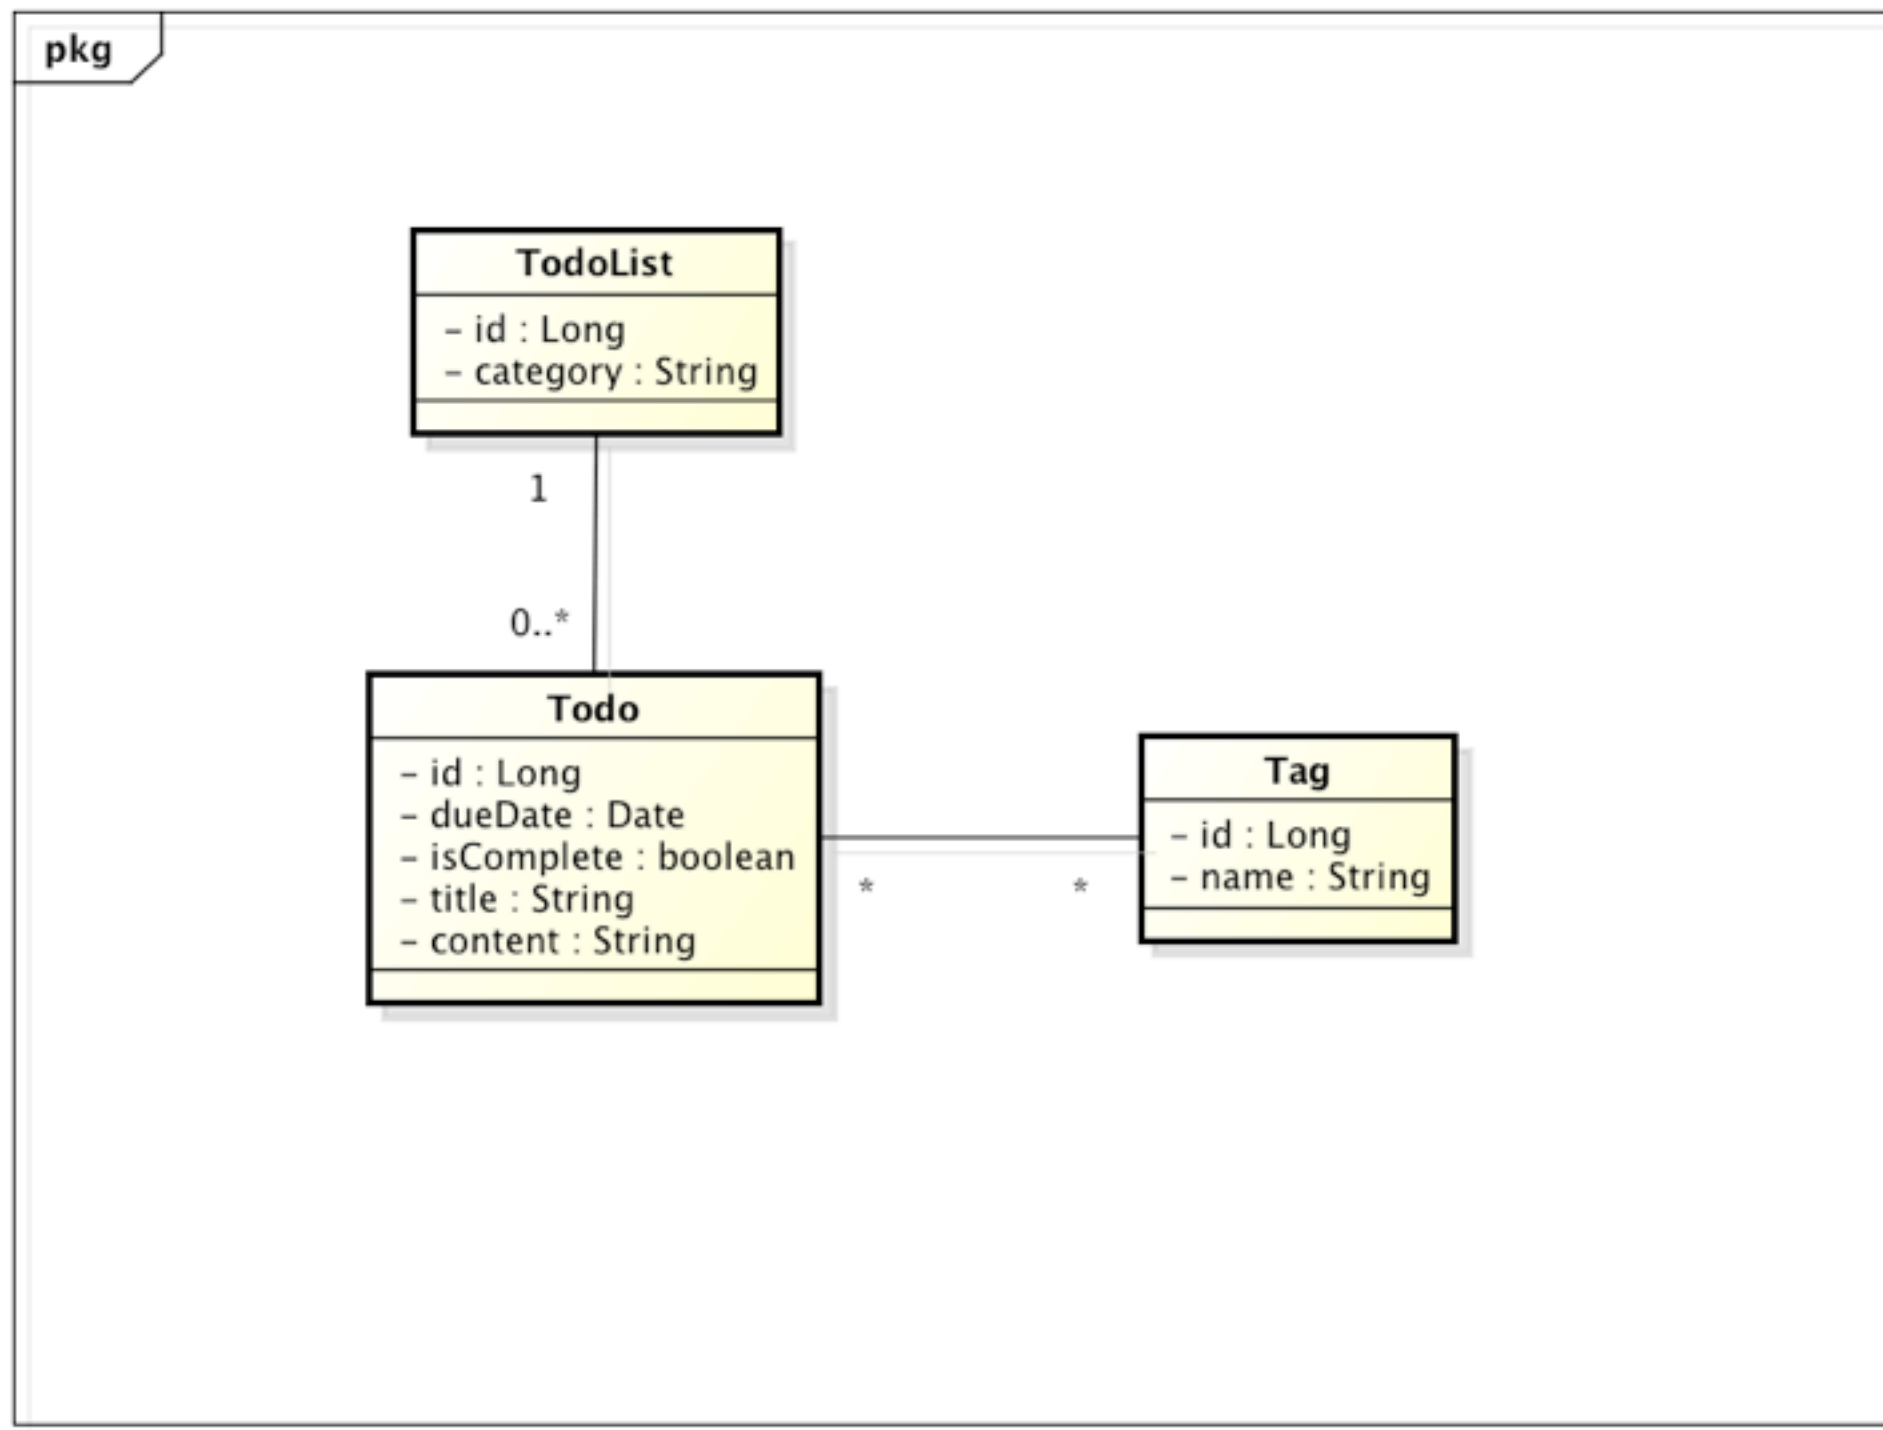 pkg
TodoList
- id : Long
- category : String
1
0..*
Todo
- id : Long
- dueDate : Date
- isComplete : boolean
- title : String
- content : String
* *
Tag
- id : Long
- name : String